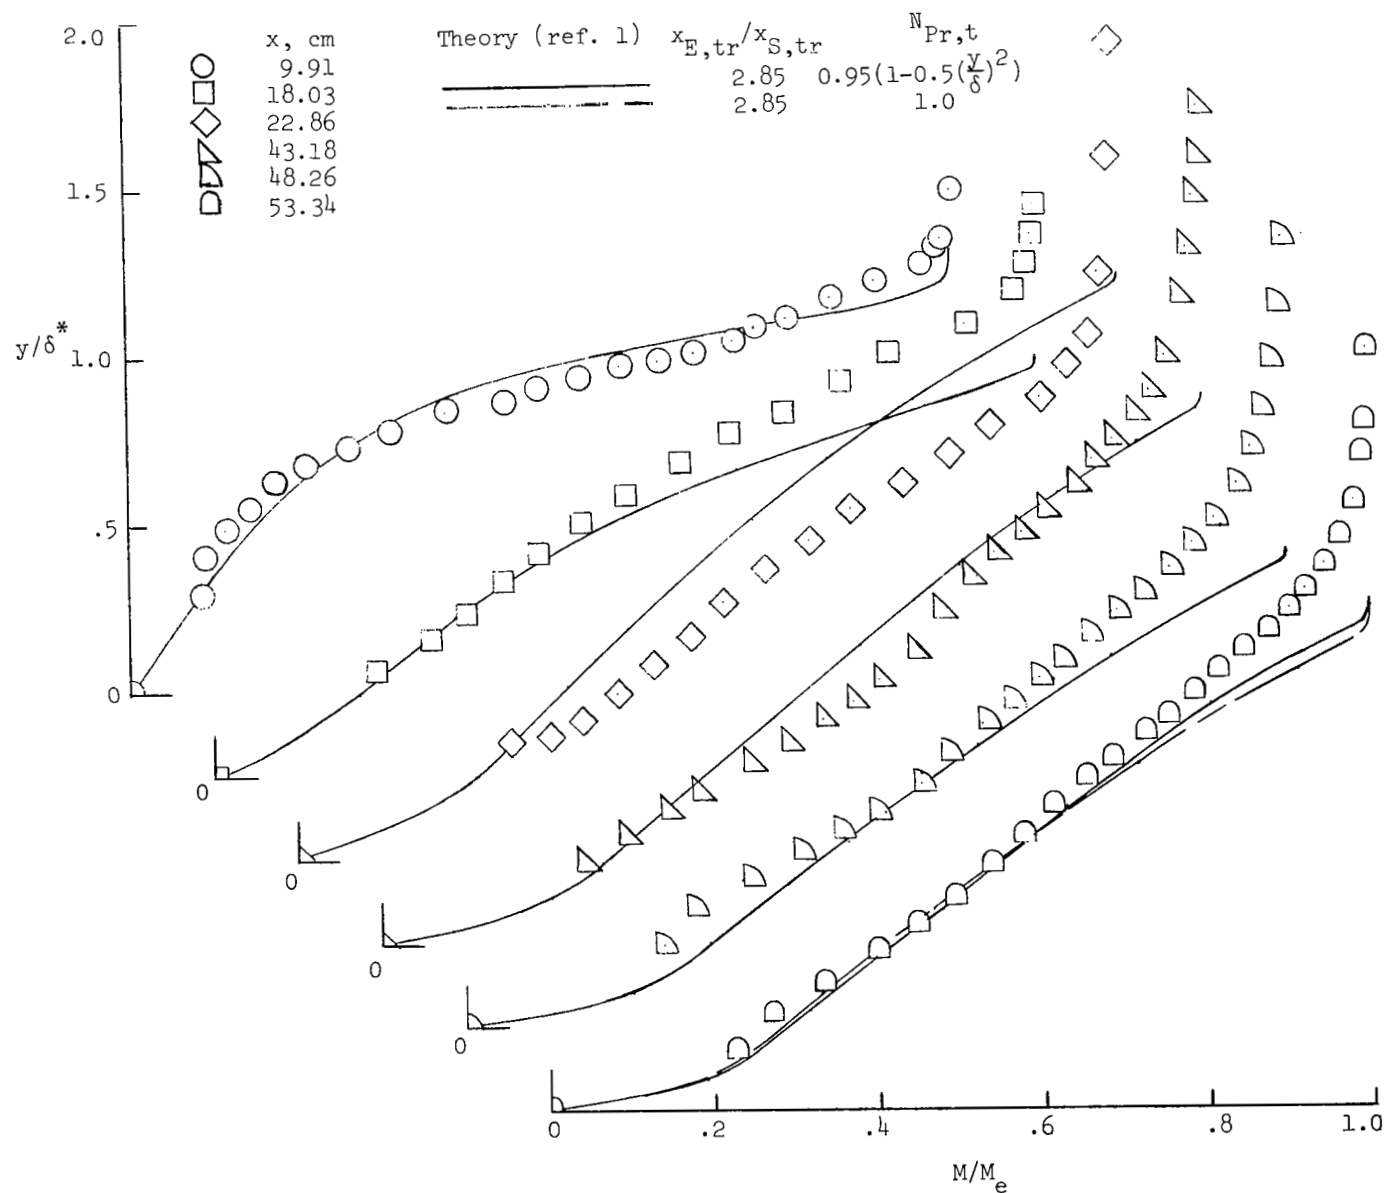 x, cm
9.91
18.03
22.86
43.18
48.26
53.34
Theory (ref. 1) x_E,tr/x_S,tr N_Pr,t
2.85 0.95(1-0.5(y/δ)^2)
2.85 1.0
2.0
1.5
y/δ* 1.0
.5
0
0
0
0
0
0 .2 .4 .6 .8 1.0
M/M_e